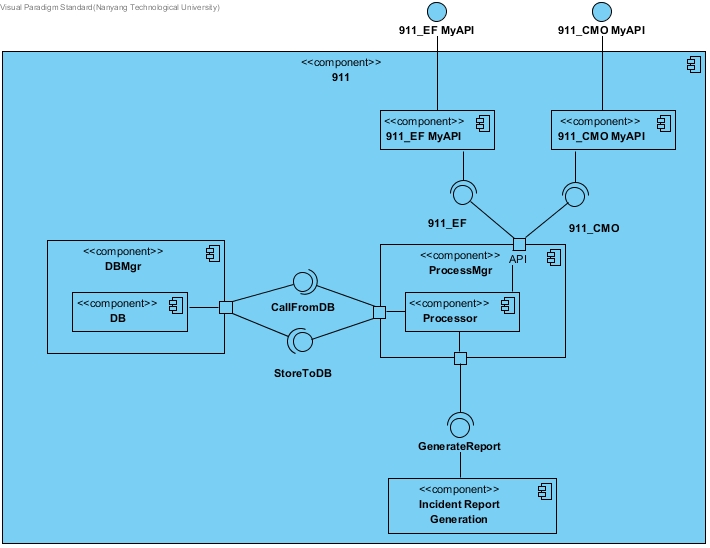 Visual Paradigm Standard(Nanyang Technological University)
911_EF MyAPI
911_CMO MyAPI
<<component>>
911
<<component>>
911_EF MyAPI
<<component>>
911_CMO MyAPI
911_EF
911_CMO
<<component>>
DBMgr
<<component>>
DB
CallFromDB
StoreToDB
API
<<component>>
ProcessMgr
<<component>>
Processor
GenerateReport
<<component>>
Incident Report
Generation